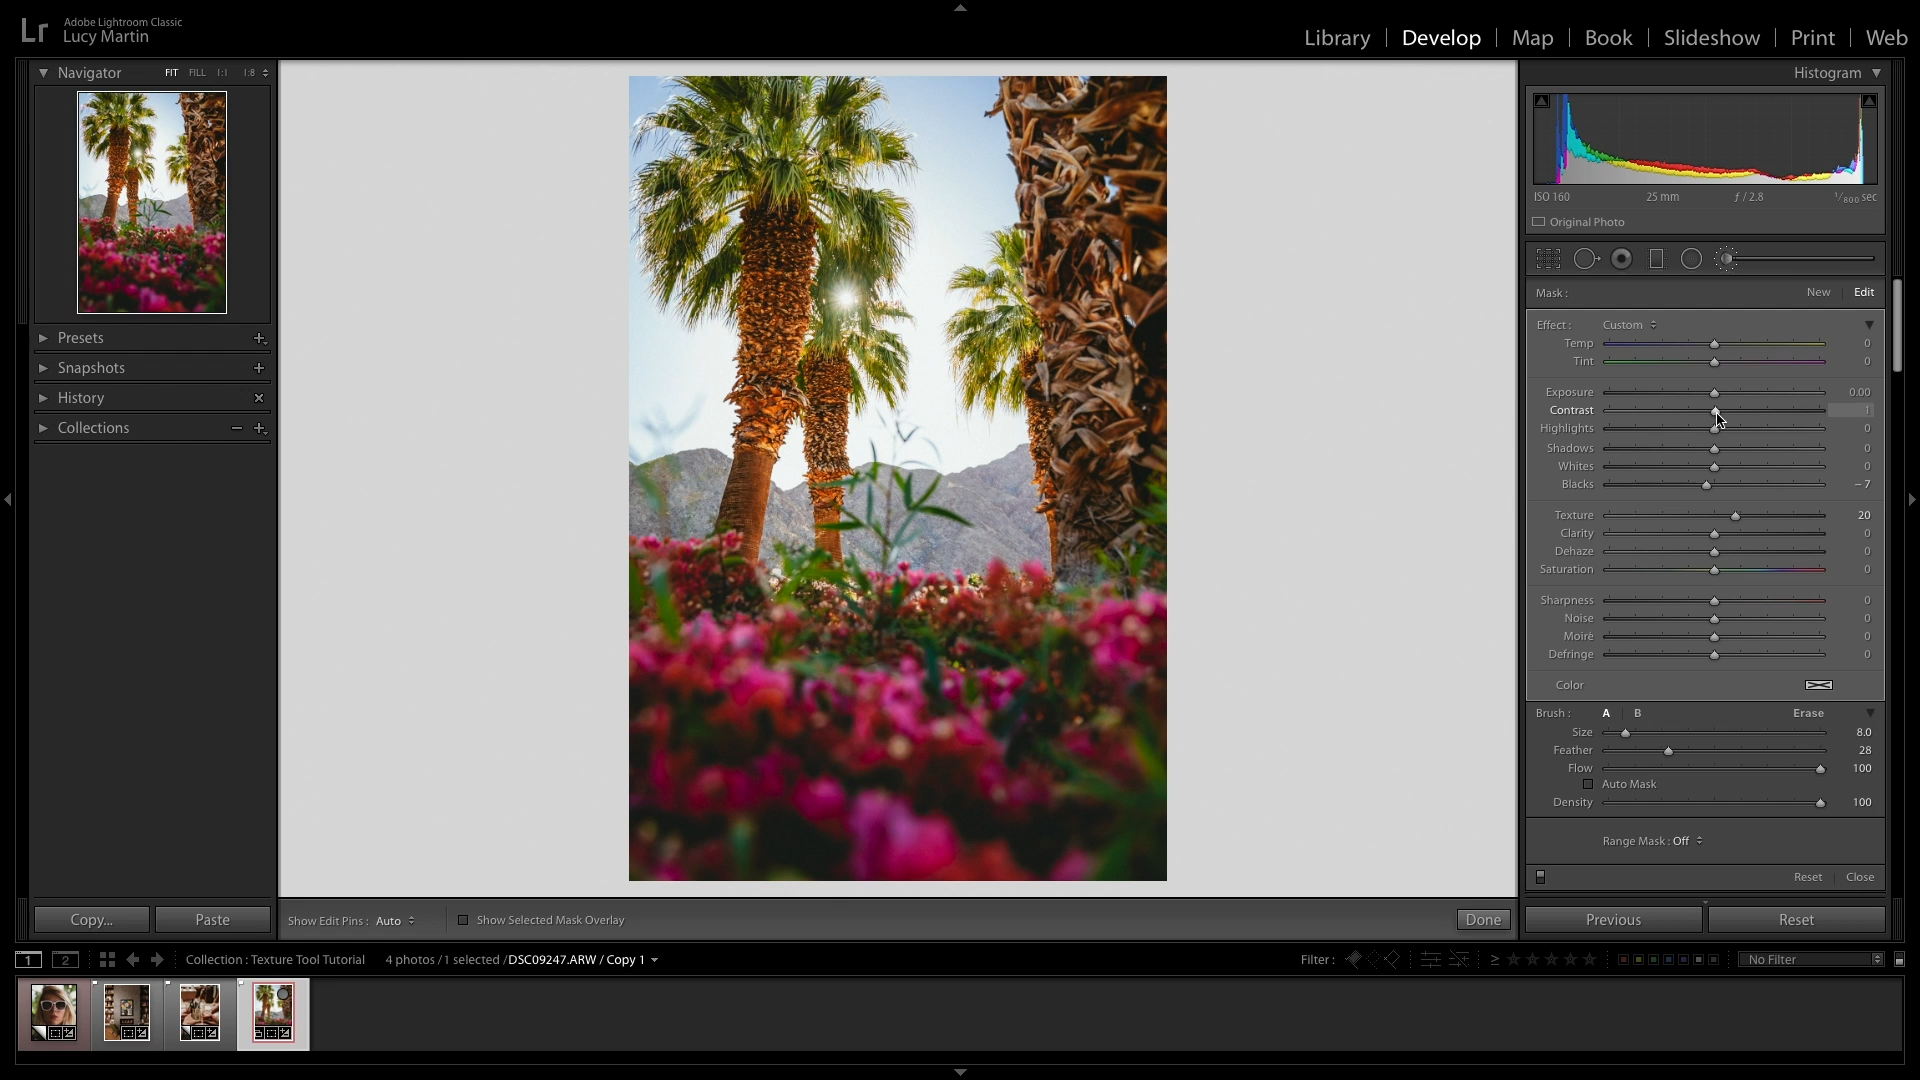 Lr Adobe Lightroom Classic
Lucy Martin
Library | Develop | Map | Book | Slideshow | Print | Web
Navigator FIT FILL 1:1 1:8
Presets
Snapshots
History
Collections
Histogram
ISO 160 25 mm ƒ / 2.8 1/800 sec
Original Photo
Mask : New | Edit
Effect : Custom
Temp 0
Tint 0
Exposure 0.00
Contrast 1
Highlights 0
Shadows 0
Whites 0
Blacks – 7
Texture 20
Clarity 0
Dehaze 0
Saturation 0
Sharpness 0
Noise 0
Moiré 0
Defringe 0
Color
Brush : A | B Erase
Size 8.0
Feather 28
Flow 100
Auto Mask
Density 100
Range Mask : Off
Reset Close
Copy... Paste
Show Edit Pins : Auto Show Selected Mask Overlay Done
Previous Reset
1 2 Collection : Texture Tool Tutorial 4 photos / 1 selected / DSC09247.ARW / Copy 1 Filter : ≥ No Filter